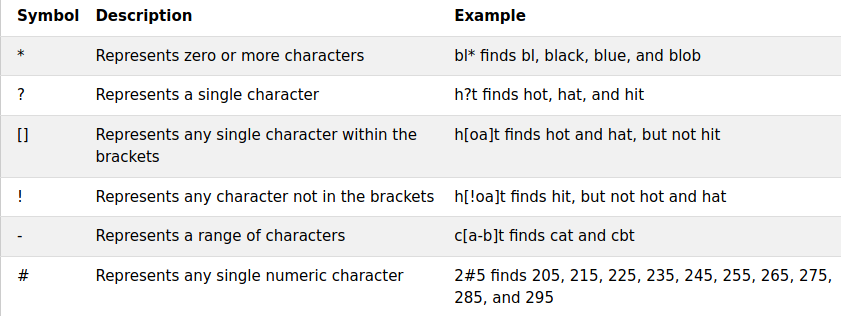 Symbol Description Example
* Represents zero or more characters bl* finds bl, black, blue, and blob
? Represents a single character h?t finds hot, hat, and hit
[] Represents any single character within the brackets h[oa]t finds hot and hat, but not hit
! Represents any character not in the brackets h[!oa]t finds hit, but not hot and hat
- Represents a range of characters c[a-b]t finds cat and cbt
# Represents any single numeric character 2#5 finds 205, 215, 225, 235, 245, 255, 265, 275, 285, and 295